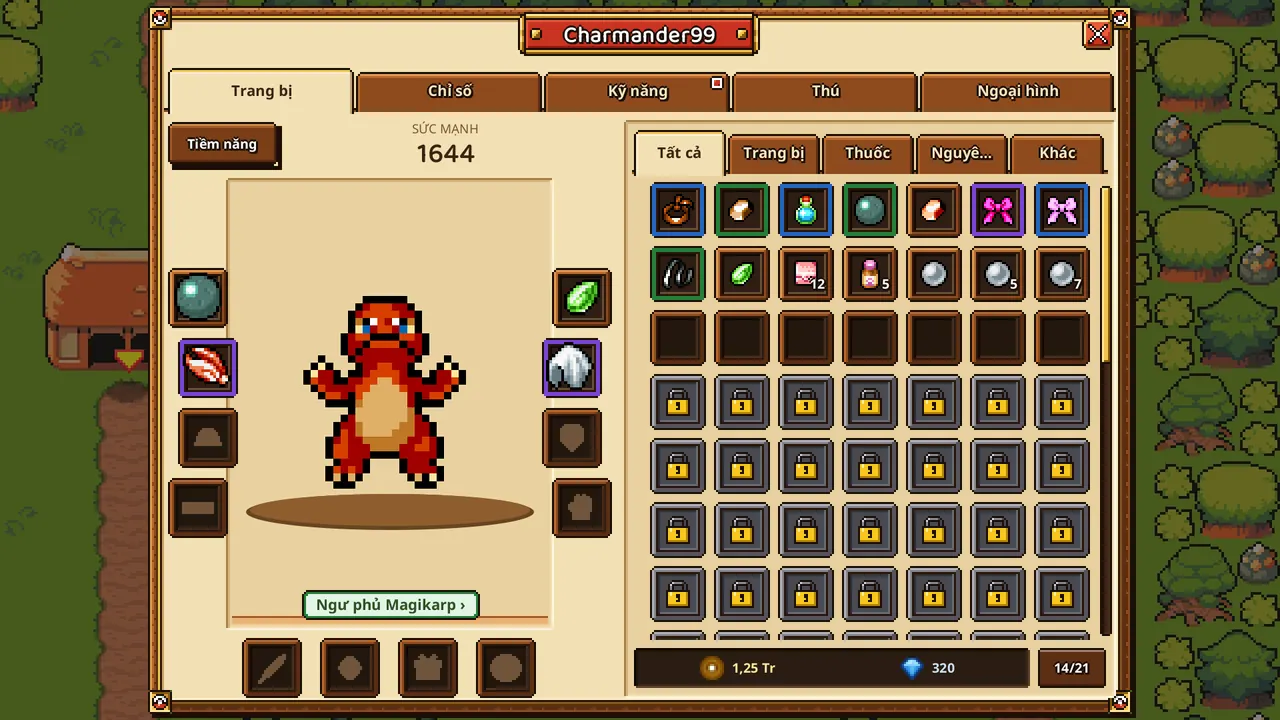 Charmander99
Trang bị
Chỉ số
Kỹ năng
Thú
Ngoại hình
Tiềm năng
SỨC MẠNH
1644
Tất cả
Trang bị
Thuốc
Nguyê...
Khác
12
5
5
7
Ngư phủ Magikarp ›
1,25 Tr
320
14/21